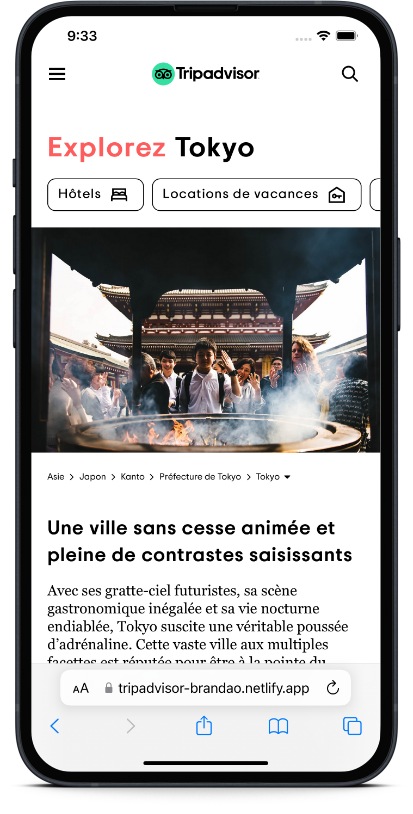 9:33
Tripadvisor
Explorez Tokyo
Hôtels
Locations de vacances
Asie > Japon > Kanto > Préfecture de Tokyo > Tokyo
Une ville sans cesse animée et
pleine de contrastes saisissants
Avec ses gratte-ciel futuristes, sa scène
gastronomique inégalée et sa vie nocturne
endiablée, Tokyo suscite une véritable poussée
d’adrénaline. Cette vaste ville aux multiples
facettes est réputée pour être à la pointe du
AA tripadvisor-brandao.netlify.app